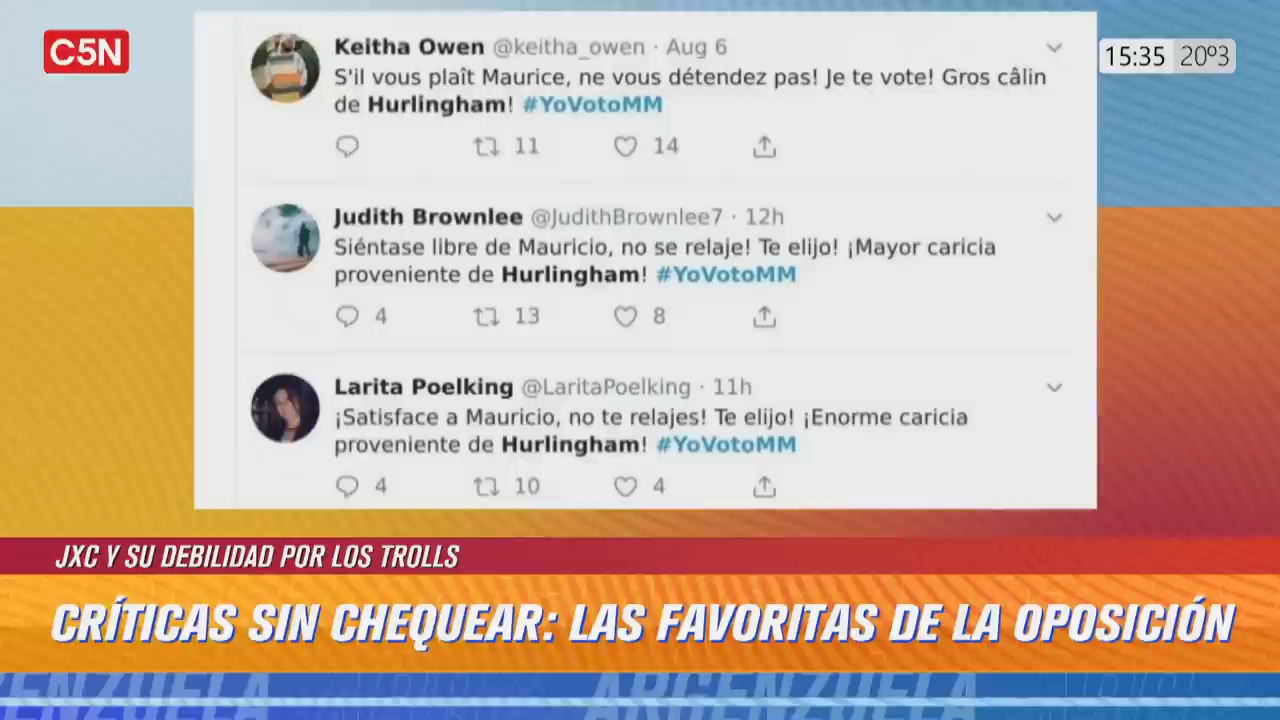 C5N
15:35 20º3
Keitha Owen @keitha_owen · Aug 6
S'il vous plaît Maurice, ne vous détendez pas! Je te vote! Gros câlin
de Hurlingham! #YoVotoMM
11 14
Judith Brownlee @JudithBrownlee7 · 12h
Siéntase libre de Mauricio, no se relaje! Te elijo! ¡Mayor caricia
proveniente de Hurlingham! #YoVotoMM
4 13 8
Larita Poelking @LaritaPoelking · 11h
¡Satisface a Mauricio, no te relajes! Te elijo! ¡Enorme caricia
proveniente de Hurlingham! #YoVotoMM
4 10 4
JXC Y SU DEBILIDAD POR LOS TROLLS
CRÍTICAS SIN CHEQUEAR: LAS FAVORITAS DE LA OPOSICIÓN
ARGENZUELA